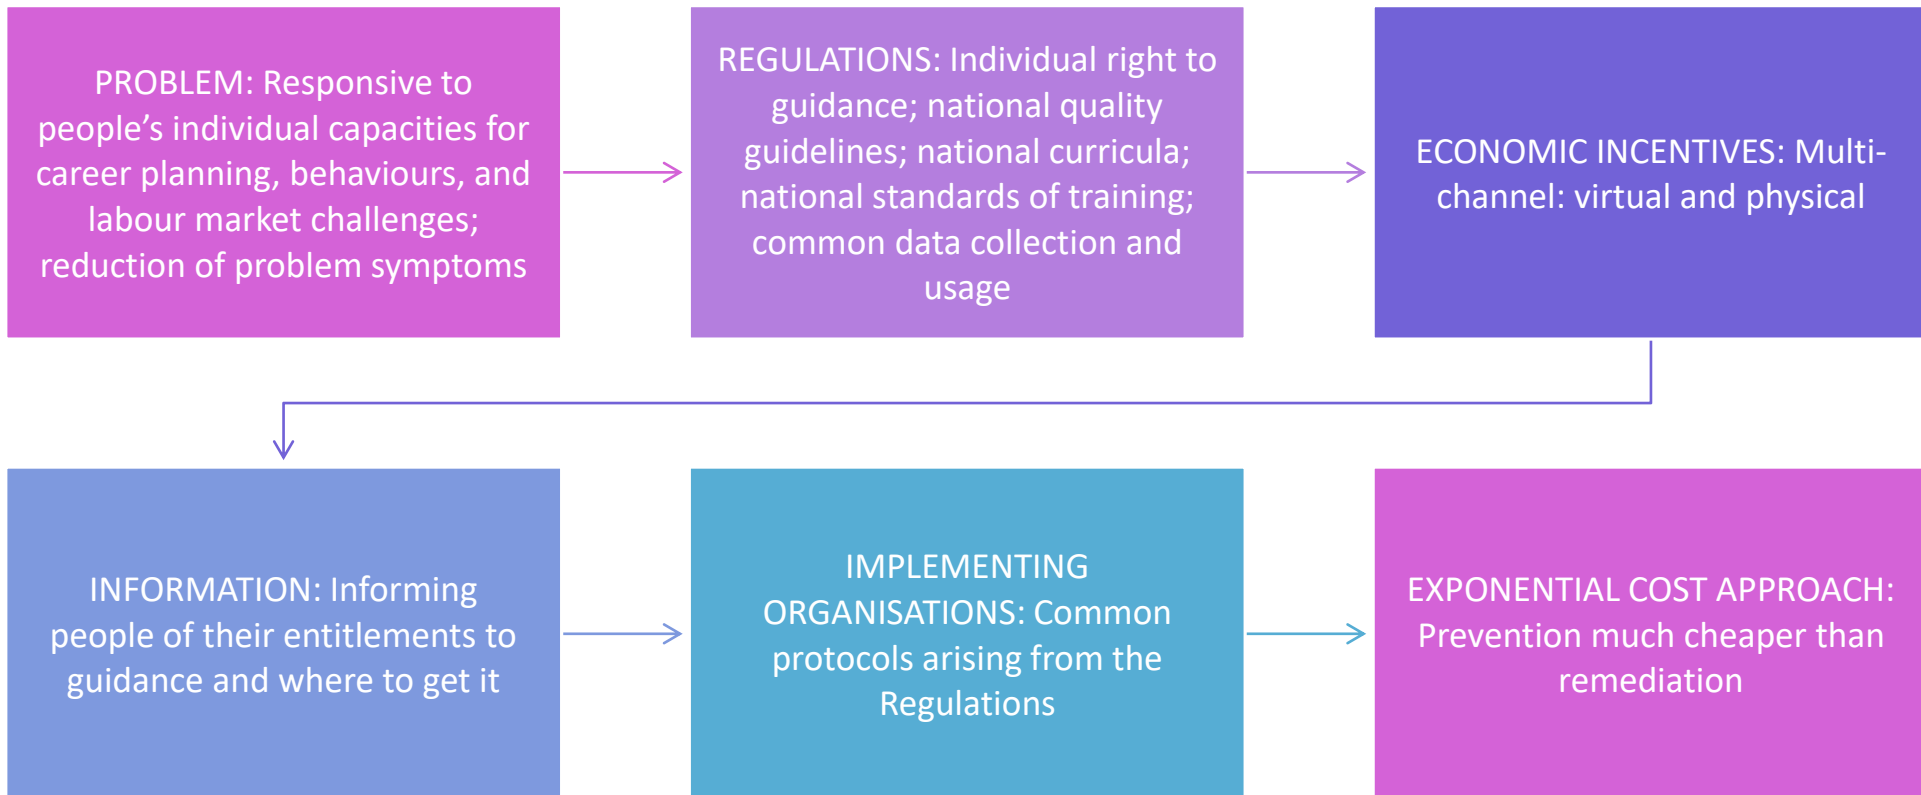 PROBLEM: Responsive to
people’s individual capacities for
career planning, behaviours, and
labour market challenges;
reduction of problem symptoms
REGULATIONS: Individual right to
guidance; national quality
guidelines; national curricula;
national standards of training;
common data collection and
usage
ECONOMIC INCENTIVES: Multi-
channel: virtual and physical
INFORMATION: Informing
people of their entitlements to
guidance and where to get it
IMPLEMENTING
ORGANISATIONS: Common
protocols arising from the
Regulations
EXPONENTIAL COST APPROACH:
Prevention much cheaper than
remediation